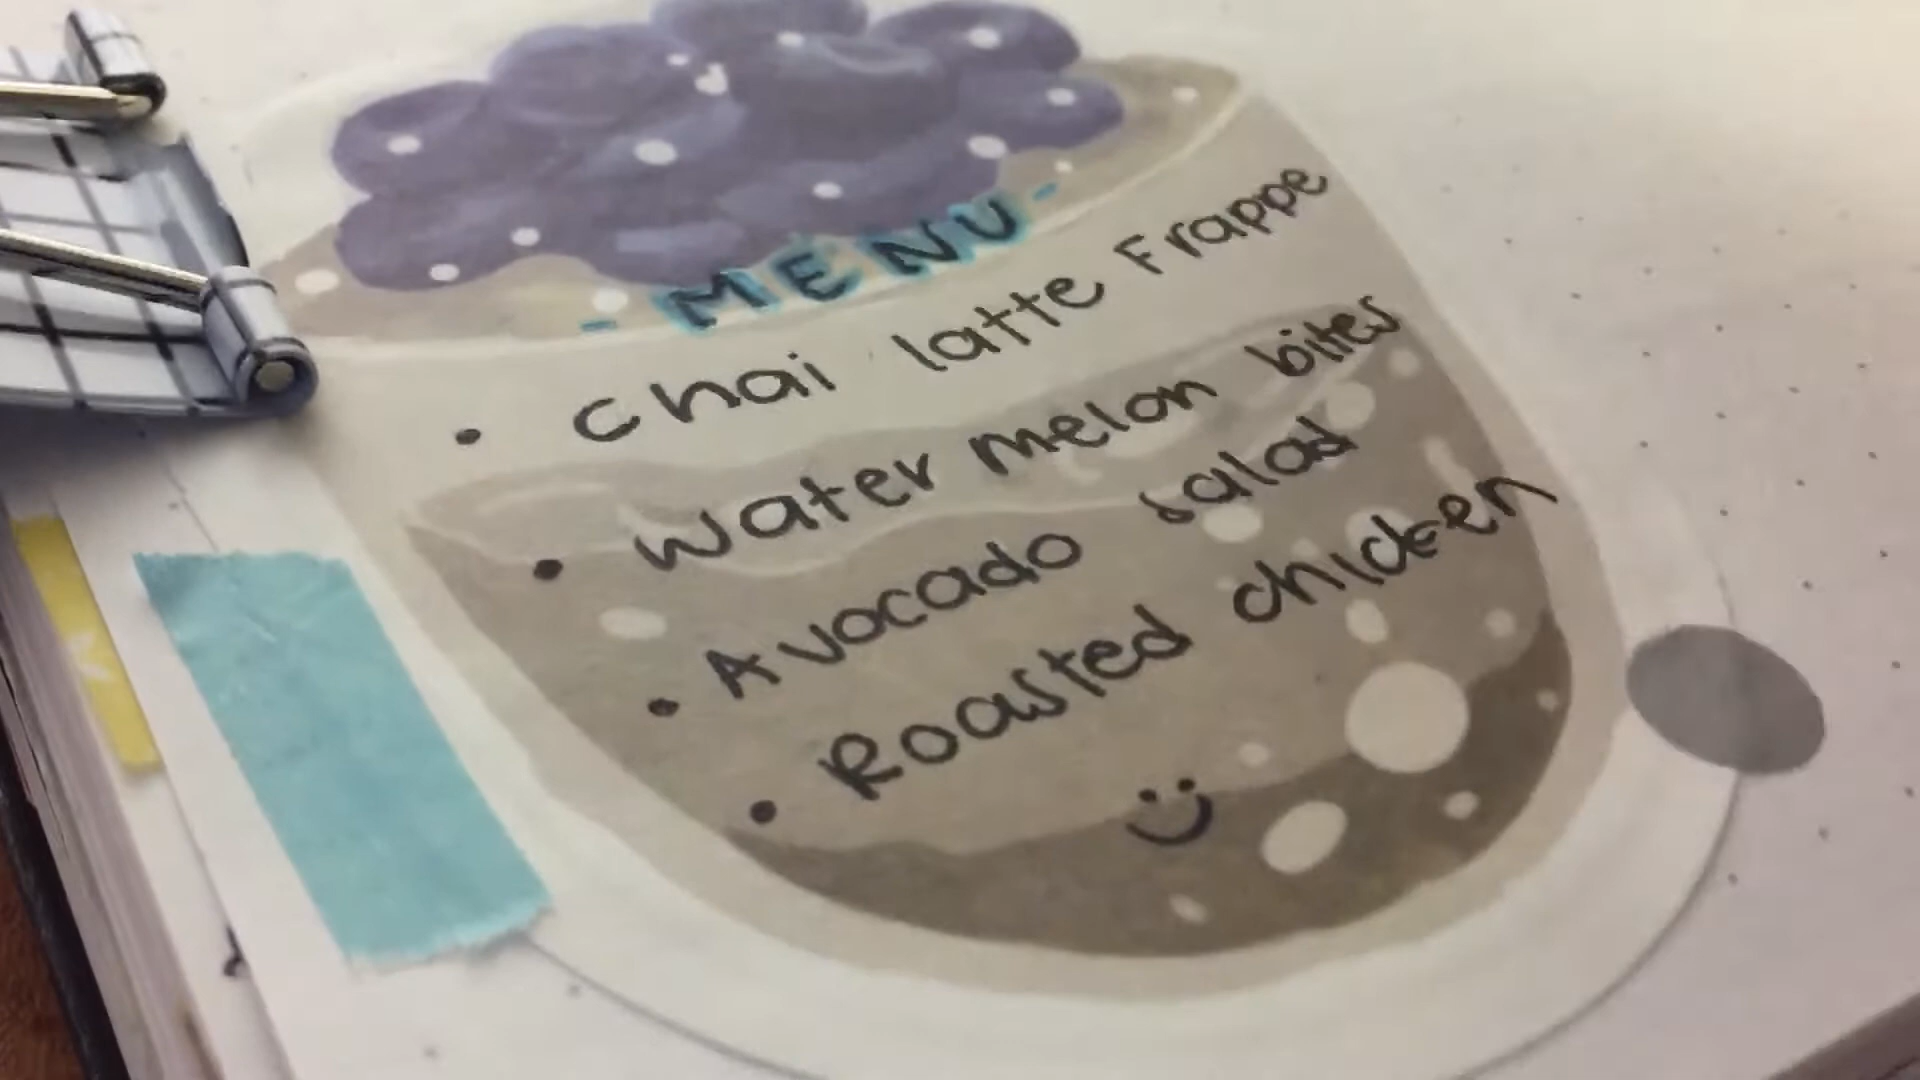 - MENU -
• Chai latte Frappe
• Water melon bites
• Avocado salad
• Roasted chicken